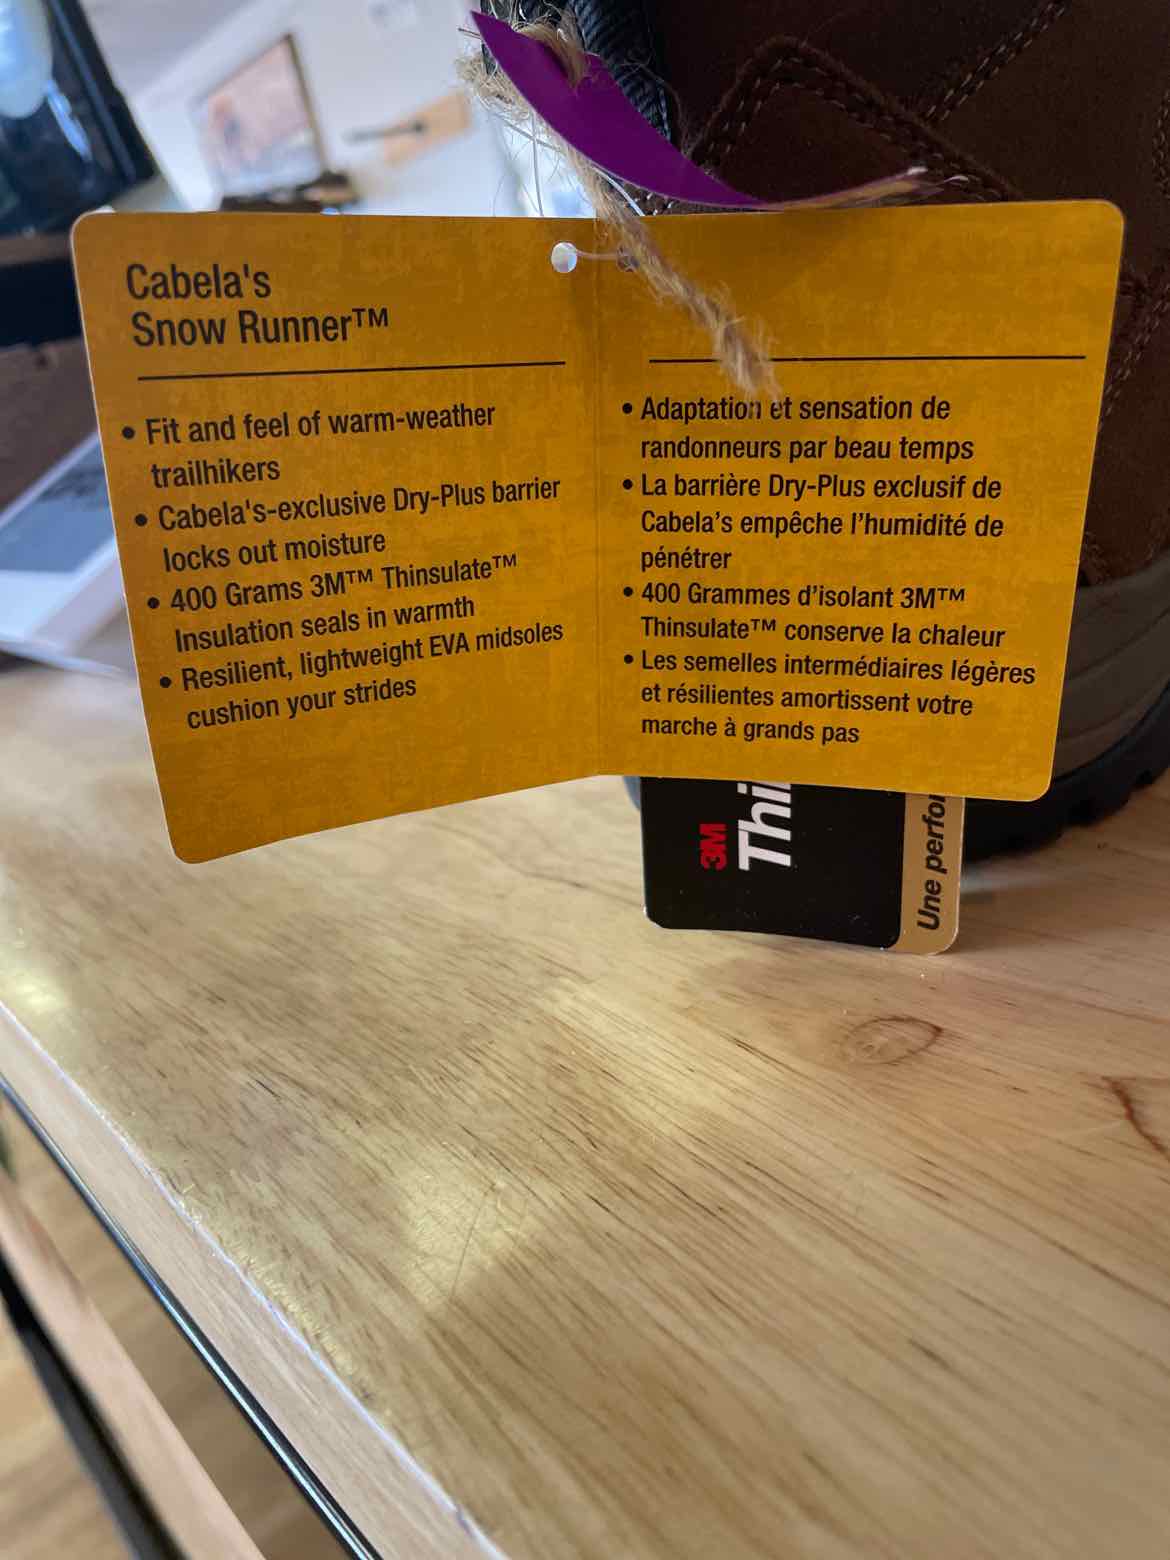 Cabela's
Snow Runner™
• Fit and feel of warm-weather
trailhikers
• Cabela's-exclusive Dry-Plus barrier
locks out moisture
• 400 Grams 3M™ Thinsulate™
Insulation seals in warmth
• Resilient, lightweight EVA midsoles
cushion your strides
• Adaptation et sensation de
randonneurs par beau temps
• La barrière Dry-Plus exclusif de
Cabela's empêche l'humidité de
pénétrer
• 400 Grammes d'isolant 3M™
Thinsulate™ conserve la chaleur
• Les semelles intermédiaires légères
et résilientes amortissent votre
marche à grands pas
3M
Une